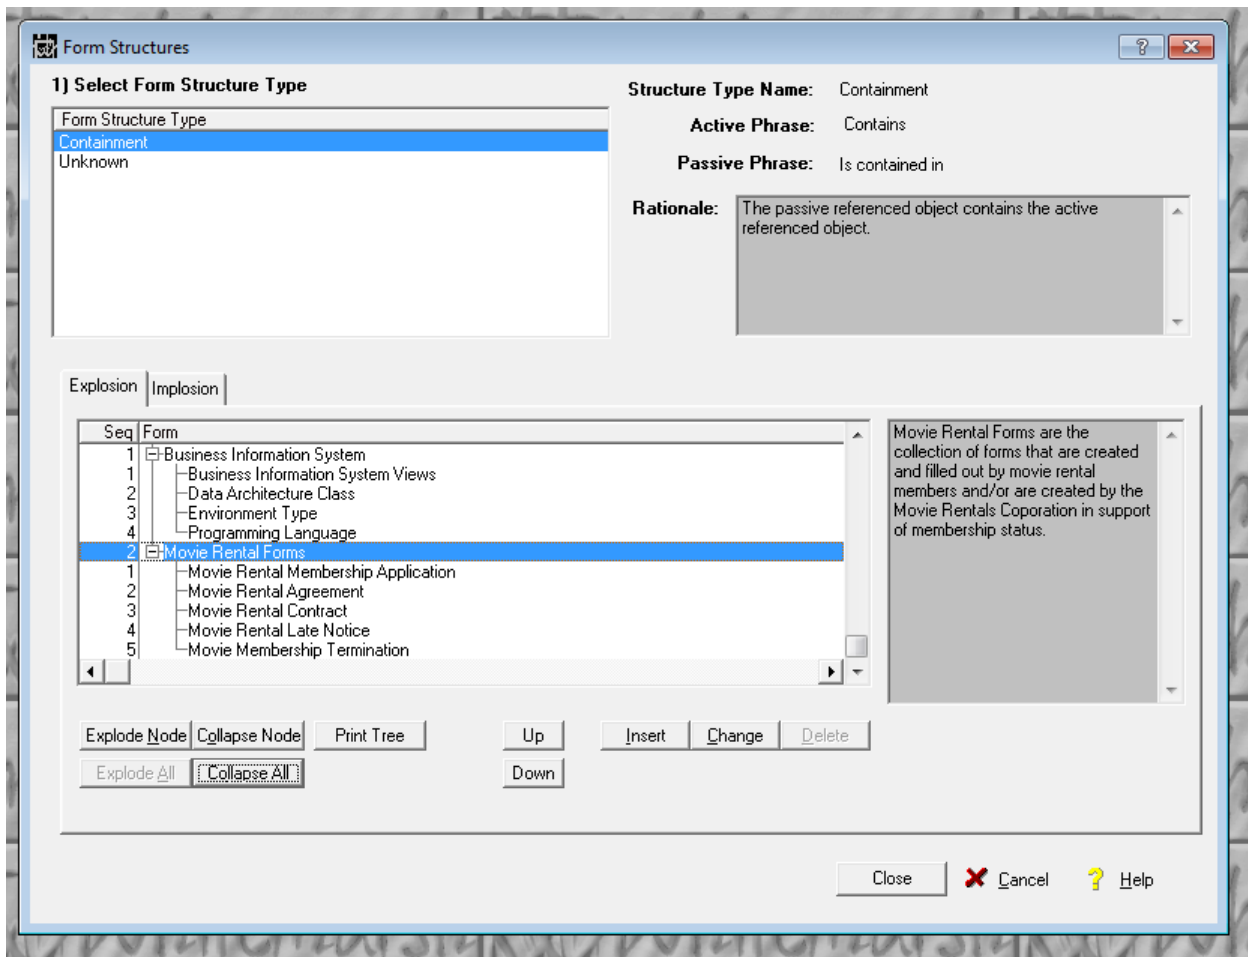 Form Structures
1) Select Form Structure Type
Form Structure Type
Containment
Unknown
Structure Type Name: Containment
Active Phrase: Contains
Passive Phrase: Is contained in
Rationale: The passive referenced object contains the active
referenced object.
Explosion Implosion
Seq Form
1 Business Information System
1 Business Information System Views
2 Data Architecture Class
3 Environment Type
4 Programming Language
2 Movie Rental Forms
1 Movie Rental Membership Application
2 Movie Rental Agreement
3 Movie Rental Contract
4 Movie Rental Late Notice
5 Movie Membership Termination
Movie Rental Forms are the
collection of forms that are created
and filled out by movie rental
members and/or are created by the
Movie Rentals Coporation in support
of membership status.
Explode Node Collapse Node Print Tree Up Insert Change Delete
Explode All Collapse All Down
Close Cancel ? Help